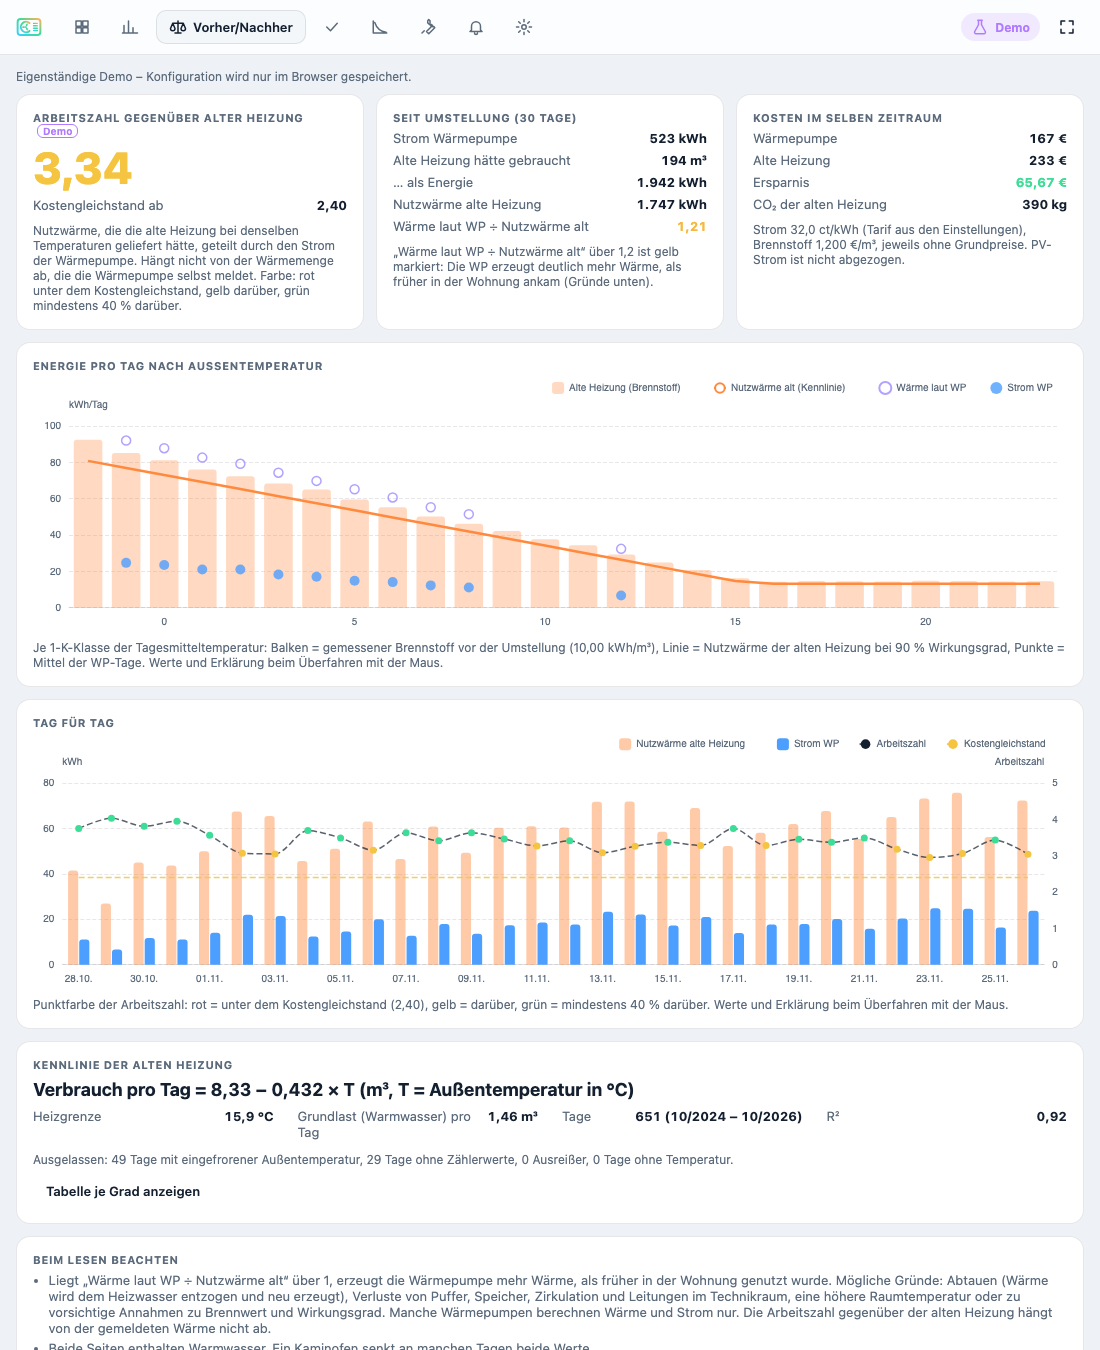 Vorher/Nachher
Demo
Eigenständige Demo – Konfiguration wird nur im Browser gespeichert.
ARBEITSZAHL GEGENÜBER ALTER HEIZUNG
Demo
3,34
Kostengleichstand ab 2,40
Nutzwärme, die die alte Heizung bei denselben
Temperaturen geliefert hätte, geteilt durch den Strom
der Wärmepumpe. Hängt nicht von der Wärmemenge
ab, die die Wärmepumpe selbst meldet. Farbe: rot
unter dem Kostengleichstand, gelb darüber, grün
mindestens 40 % darüber.
SEIT UMSTELLUNG (30 TAGE)
Strom Wärmepumpe 523 kWh
Alte Heizung hätte gebraucht 194 m³
… als Energie 1.942 kWh
Nutzwärme alte Heizung 1.747 kWh
Wärme laut WP ÷ Nutzwärme alt 1,21
„Wärme laut WP ÷ Nutzwärme alt“ über 1,2 ist gelb
markiert: Die WP erzeugt deutlich mehr Wärme, als
früher in der Wohnung ankam (Gründe unten).
KOSTEN IM SELBEN ZEITRAUM
Wärmepumpe 167 €
Alte Heizung 233 €
Ersparnis 65,67 €
CO₂ der alten Heizung 390 kg
Strom 32,0 ct/kWh (Tarif aus den Einstellungen),
Brennstoff 1,200 €/m³, jeweils ohne Grundpreise. PV-
Strom ist nicht abgezogen.
ENERGIE PRO TAG NACH AUSSENTEMPERATUR
Alte Heizung (Brennstoff) Nutzwärme alt (Kennlinie) Wärme laut WP Strom WP
kWh/Tag
100
80
60
40
20
0
0 5 10 15 20
Je 1-K-Klasse der Tagesmitteltemperatur: Balken = gemessener Brennstoff vor der Umstellung (10,00 kWh/m³), Linie = Nutzwärme der alten Heizung bei 90 % Wirkungsgrad, Punkte =
Mittel der WP-Tage. Werte und Erklärung beim Überfahren mit der Maus.
TAG FÜR TAG
Nutzwärme alte Heizung Strom WP Arbeitszahl Kostengleichstand
kWh Arbeitszahl
80 5
60 4
40 3
20 2
0 1
0
28.10. 30.10. 01.11. 03.11. 05.11. 07.11. 09.11. 11.11. 13.11. 15.11. 17.11. 19.11. 21.11. 23.11. 25.11.
Punktfarbe der Arbeitszahl: rot = unter dem Kostengleichstand (2,40), gelb = darüber, grün = mindestens 40 % darüber. Werte und Erklärung beim Überfahren mit der Maus.
KENNLINIE DER ALTEN HEIZUNG
Verbrauch pro Tag = 8,33 – 0,432 × T (m³, T = Außentemperatur in °C)
Heizgrenze 15,9 °C Grundlast (Warmwasser) pro 1,46 m³ Tage 651 (10/2024 – 10/2026) R² 0,92
Tag
Ausgelassen: 49 Tage mit eingefrorener Außentemperatur, 29 Tage ohne Zählerwerte, 0 Ausreißer, 0 Tage ohne Temperatur.
Tabelle je Grad anzeigen
BEIM LESEN BEACHTEN
• Liegt „Wärme laut WP ÷ Nutzwärme alt“ über 1, erzeugt die Wärmepumpe mehr Wärme, als früher in der Wohnung genutzt wurde. Mögliche Gründe: Abtauen (Wärme
wird dem Heizwasser entzogen und neu erzeugt), Verluste von Puffer, Speicher, Zirkulation und Leitungen im Technikraum, eine höhere Raumtemperatur oder zu
vorsichtige Annahmen zu Brennwert und Wirkungsgrad. Manche Wärmepumpen berechnen Wärme und Strom nur. Die Arbeitszahl gegenüber der alten Heizung hängt
von der gemeldeten Wärme nicht ab.
• Beide Seiten enthalten Warmwasser. Ein Kaminofen senkt an manchen Tagen beide Werte.